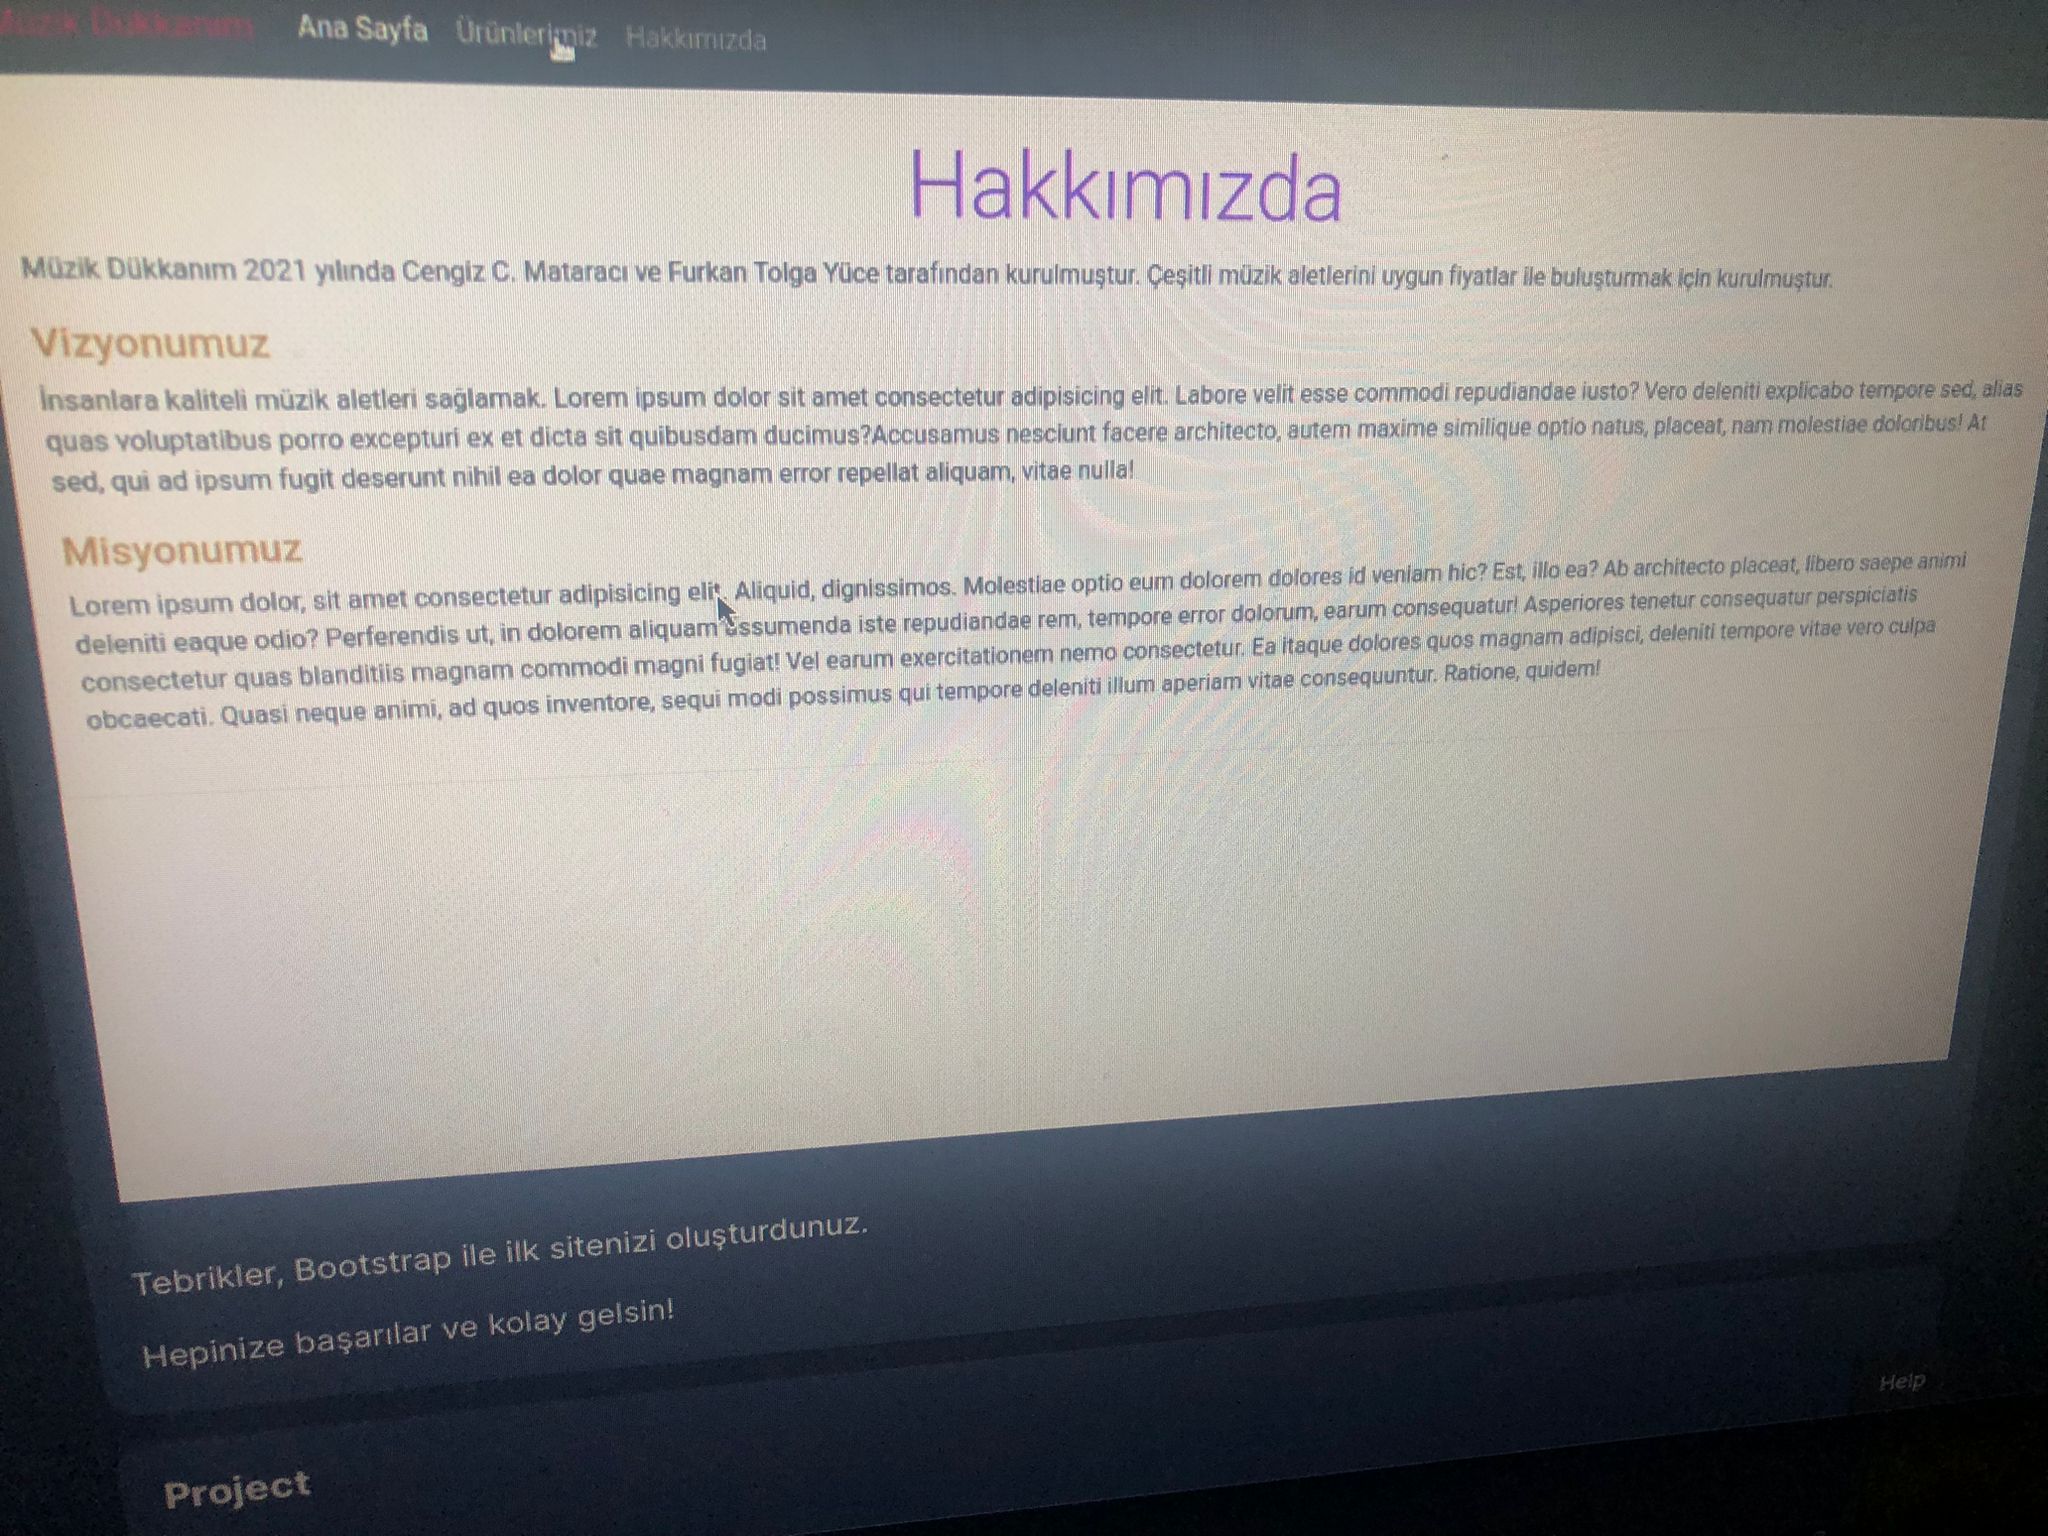 Müzik Dükkanım
Ana Sayfa Ürünlerimiz Hakkımızda
Hakkımızda
Müzik Dükkanım 2021 yılında Cengiz C. Mataracı ve Furkan Tolga Yüce tarafından kurulmuştur. Çeşitli müzik aletlerini uygun fiyatlar ile buluşturmak için kurulmuştur.
Vizyonumuz
İnsanlara kaliteli müzik aletleri sağlamak. Lorem ipsum dolor sit amet consectetur adipisicing elit. Labore velit esse commodi repudiandae iusto? Vero deleniti explicabo tempore sed, alias
quas voluptatibus porro excepturi ex et dicta sit quibusdam ducimus?Accusamus nesciunt facere architecto, autem maxime similique optio natus, placeat, nam molestiae doloribus! At
sed, qui ad ipsum fugit deserunt nihil ea dolor quae magnam error repellat aliquam, vitae nulla!
Misyonumuz
Lorem ipsum dolor, sit amet consectetur adipisicing elit. Aliquid, dignissimos. Molestiae optio eum dolorem dolores id veniam hic? Est, illo ea? Ab architecto placeat, libero saepe animi
deleniti eaque odio? Perferendis ut, in dolorem aliquam assumenda iste repudiandae rem, tempore error dolorum, earum consequatur! Asperiores tenetur consequatur perspiciatis
consectetur quas blanditiis magnam commodi magni fugiat! Vel earum exercitationem nemo consectetur. Ea itaque dolores quos magnam adipisci, deleniti tempore vitae vero culpa
obcaecati. Quasi neque animi, ad quos inventore, sequi modi possimus qui tempore deleniti illum aperiam vitae consequuntur. Ratione, quidem!
Tebrikler, Bootstrap ile ilk sitenizi oluşturdunuz.
Hepinize başarılar ve kolay gelsin!
Help
Project